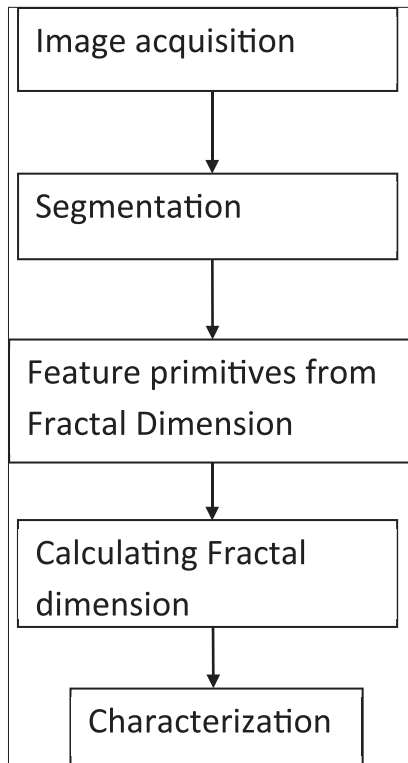 Image acquisition
Segmentation
Feature primitives from
Fractal Dimension
Calculating Fractal
dimension
Characterization